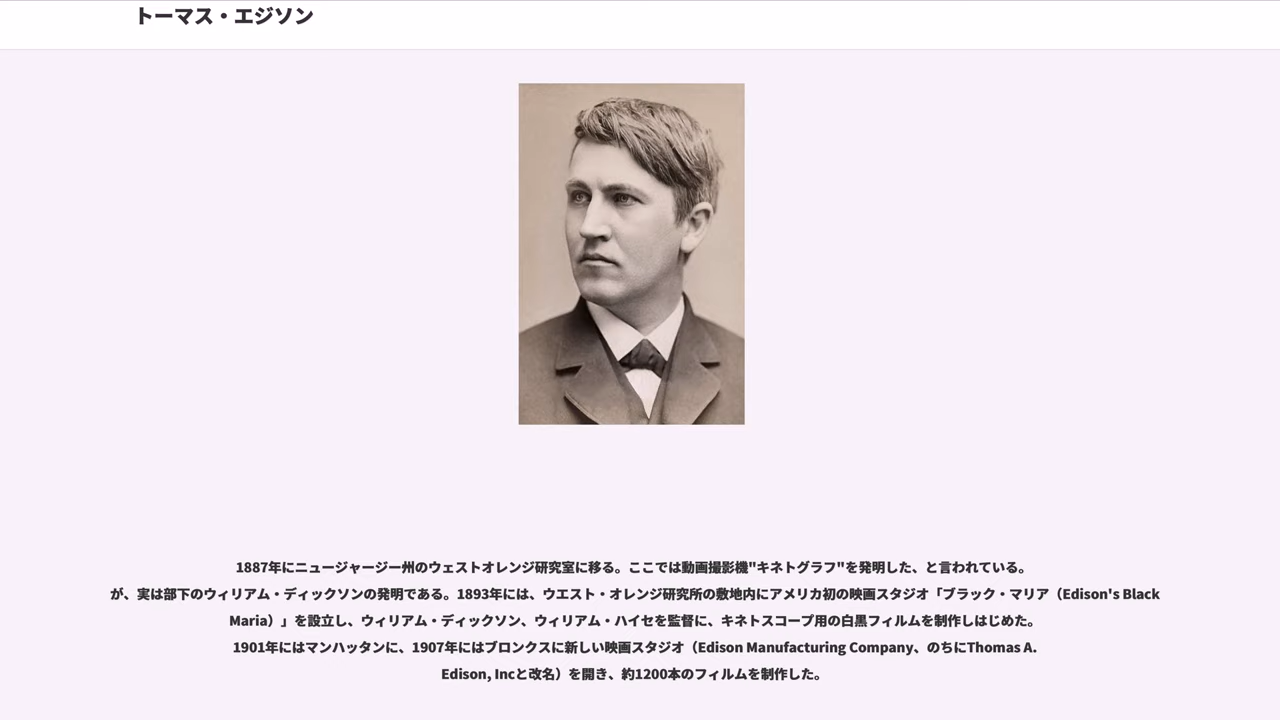 トーマス・エジソン
1887年にニュージャージー州のウェストオレンジ研究室に移る。ここでは動画撮影機"キネトグラフ"を発明した、と言われている。
が、実は部下のウィリアム・ディックソンの発明である。1893年には、ウエスト・オレンジ研究所の敷地内にアメリカ初の映画スタジオ「ブラック・マリア（Edison's Black
Maria）」を設立し、ウィリアム・ディックソン、ウィリアム・ハイセを監督に、キネトスコープ用の白黒フィルムを制作しはじめた。
1901年にはマンハッタンに、1907年にはブロンクスに新しい映画スタジオ（Edison Manufacturing Company、のちにThomas A.
Edison, Incと改名）を開き、約1200本のフィルムを制作した。